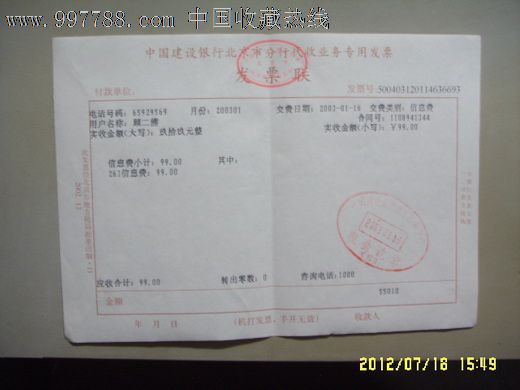 www.997788.com 中国收藏热线
中国建设银行北京市分行代收业务专用发票
发票联
付款单位: 发票号:500403120114636693
电话号码:65929569 月份:200301 交费日期:2003-01-16 交费类别:信息费
用户名称:顾二熊 合同号:1100941344
实收金额(大写):玖拾玖元整 实收金额(小写):￥99.00
信息费小计:99.00 其中:
263信息费:99.00
应收合计:99.00 转出零数:0 咨询电话:1000
55010
金额
年 月 日 (机打发票,手开无效) 收款人
2012/07/18 15:49